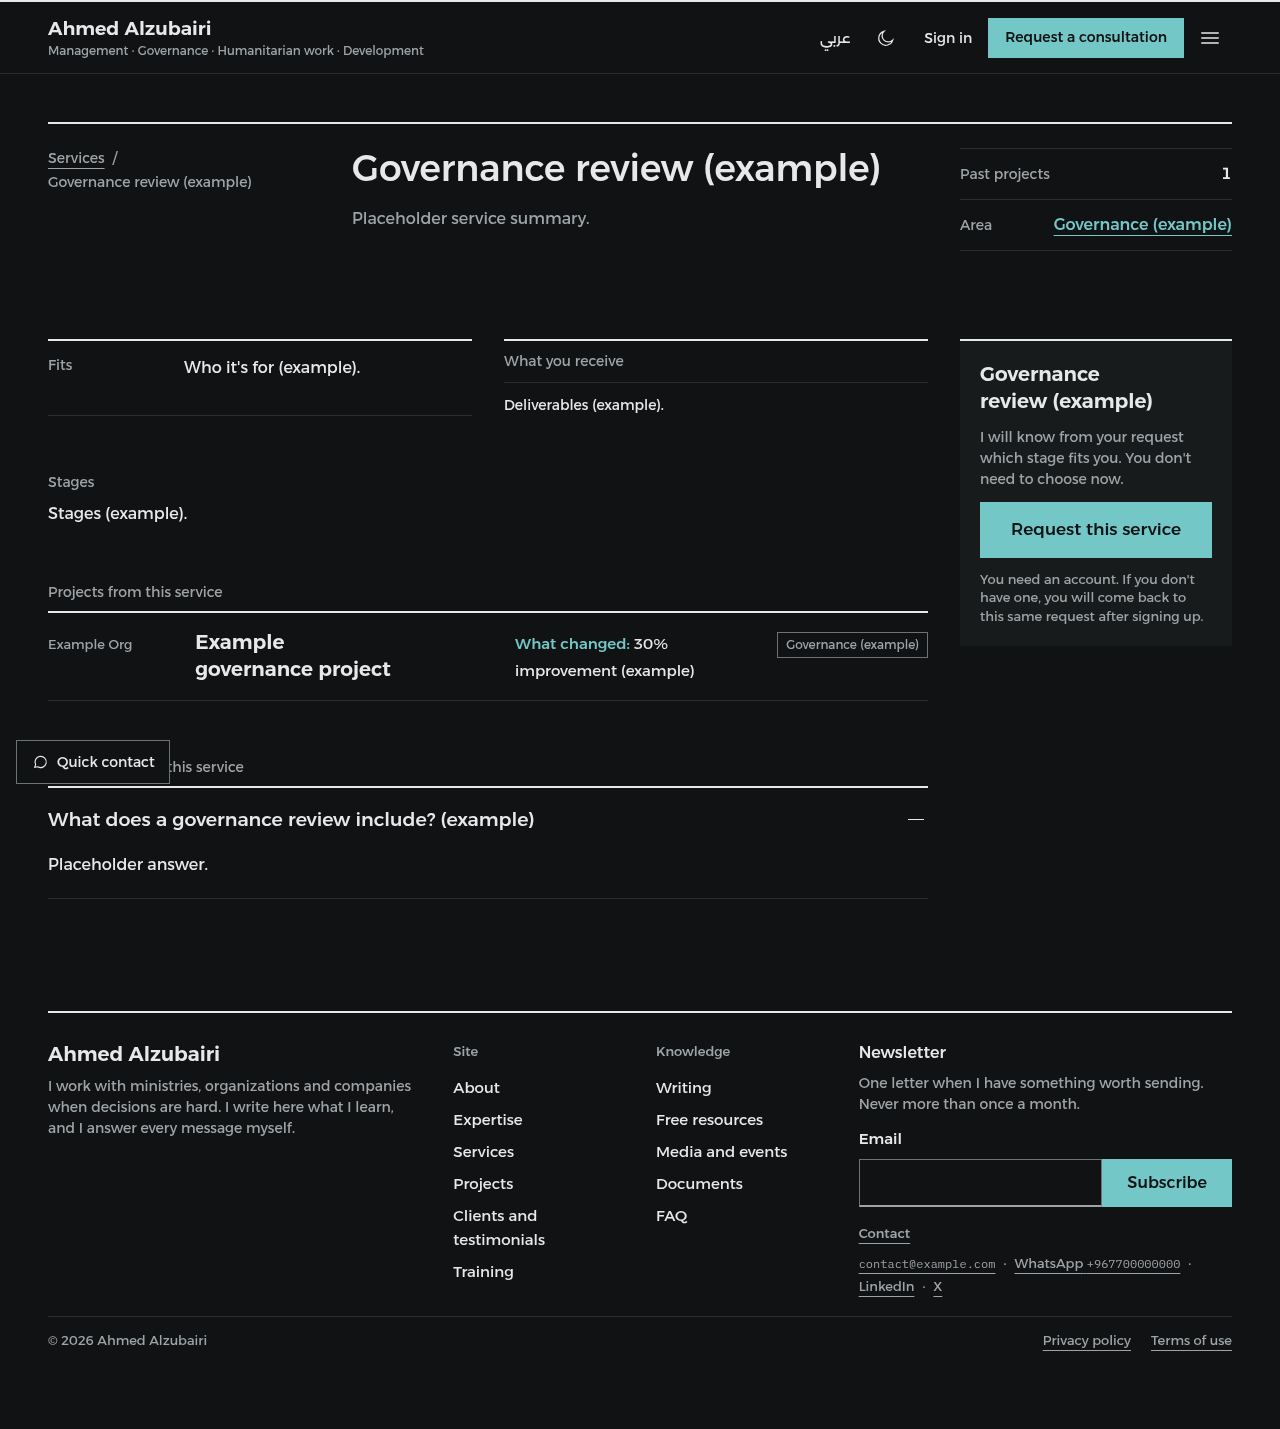 Ahmed Alzubairi
Management · Governance · Humanitarian work · Development
عربي
Sign in
Request a consultation
Services /
Governance review (example)
Governance review (example)
Placeholder service summary.
Past projects 1
Area Governance (example)
Fits
Who it's for (example).
What you receive
Deliverables (example).
Stages
Stages (example).
Governance
review (example)
I will know from your request
which stage fits you. You don't
need to choose now.
Request this service
You need an account. If you don't
have one, you will come back to
this same request after signing up.
Projects from this service
Example Org
Example
governance project
What changed: 30%
improvement (example)
Governance (example)
Quick contact
this service
What does a governance review include? (example)
Placeholder answer.
Ahmed Alzubairi
I work with ministries, organizations and companies
when decisions are hard. I write here what I learn,
and I answer every message myself.
Site
About
Expertise
Services
Projects
Clients and
testimonials
Training
Knowledge
Writing
Free resources
Media and events
Documents
FAQ
Newsletter
One letter when I have something worth sending.
Never more than once a month.
Email
Subscribe
Contact
contact@example.com · WhatsApp +967700000000 ·
LinkedIn · X
© 2026 Ahmed Alzubairi
Privacy policy
Terms of use